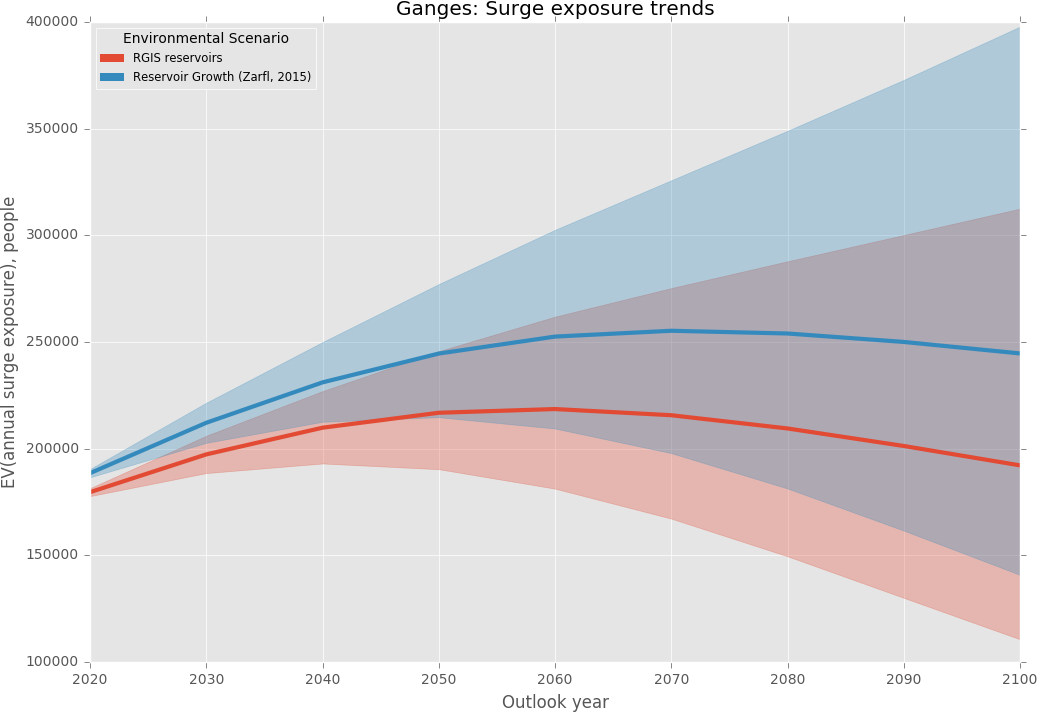 Ganges: Surge exposure trends
400000
350000
300000
250000
200000
150000
100000
EV(annual surge exposure), people
Environmental Scenario
RGIS reservoirs
Reservoir Growth (Zarfl, 2015)
2020 2030 2040 2050 2060 2070 2080 2090 2100
Outlook year